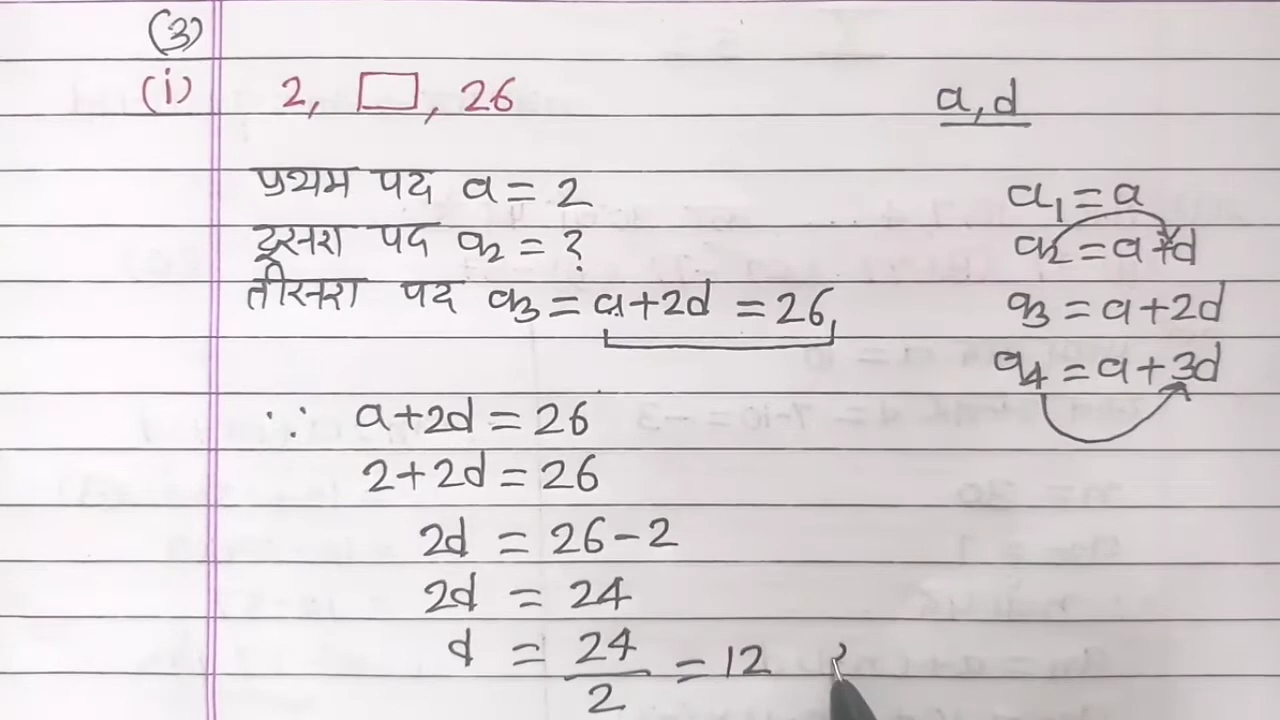 (3)
(i) 2, □, 26
a, d
प्रथम पद a = 2
दूसरा पद a2 = ?
तीसरा पद a3 = a+2d = 26
a1 = a
a2 = a+d
a3 = a+2d
a4 = a+3d
∵ a+2d = 26
2+2d = 26
2d = 26-2
2d = 24
d = 24/2 = 12